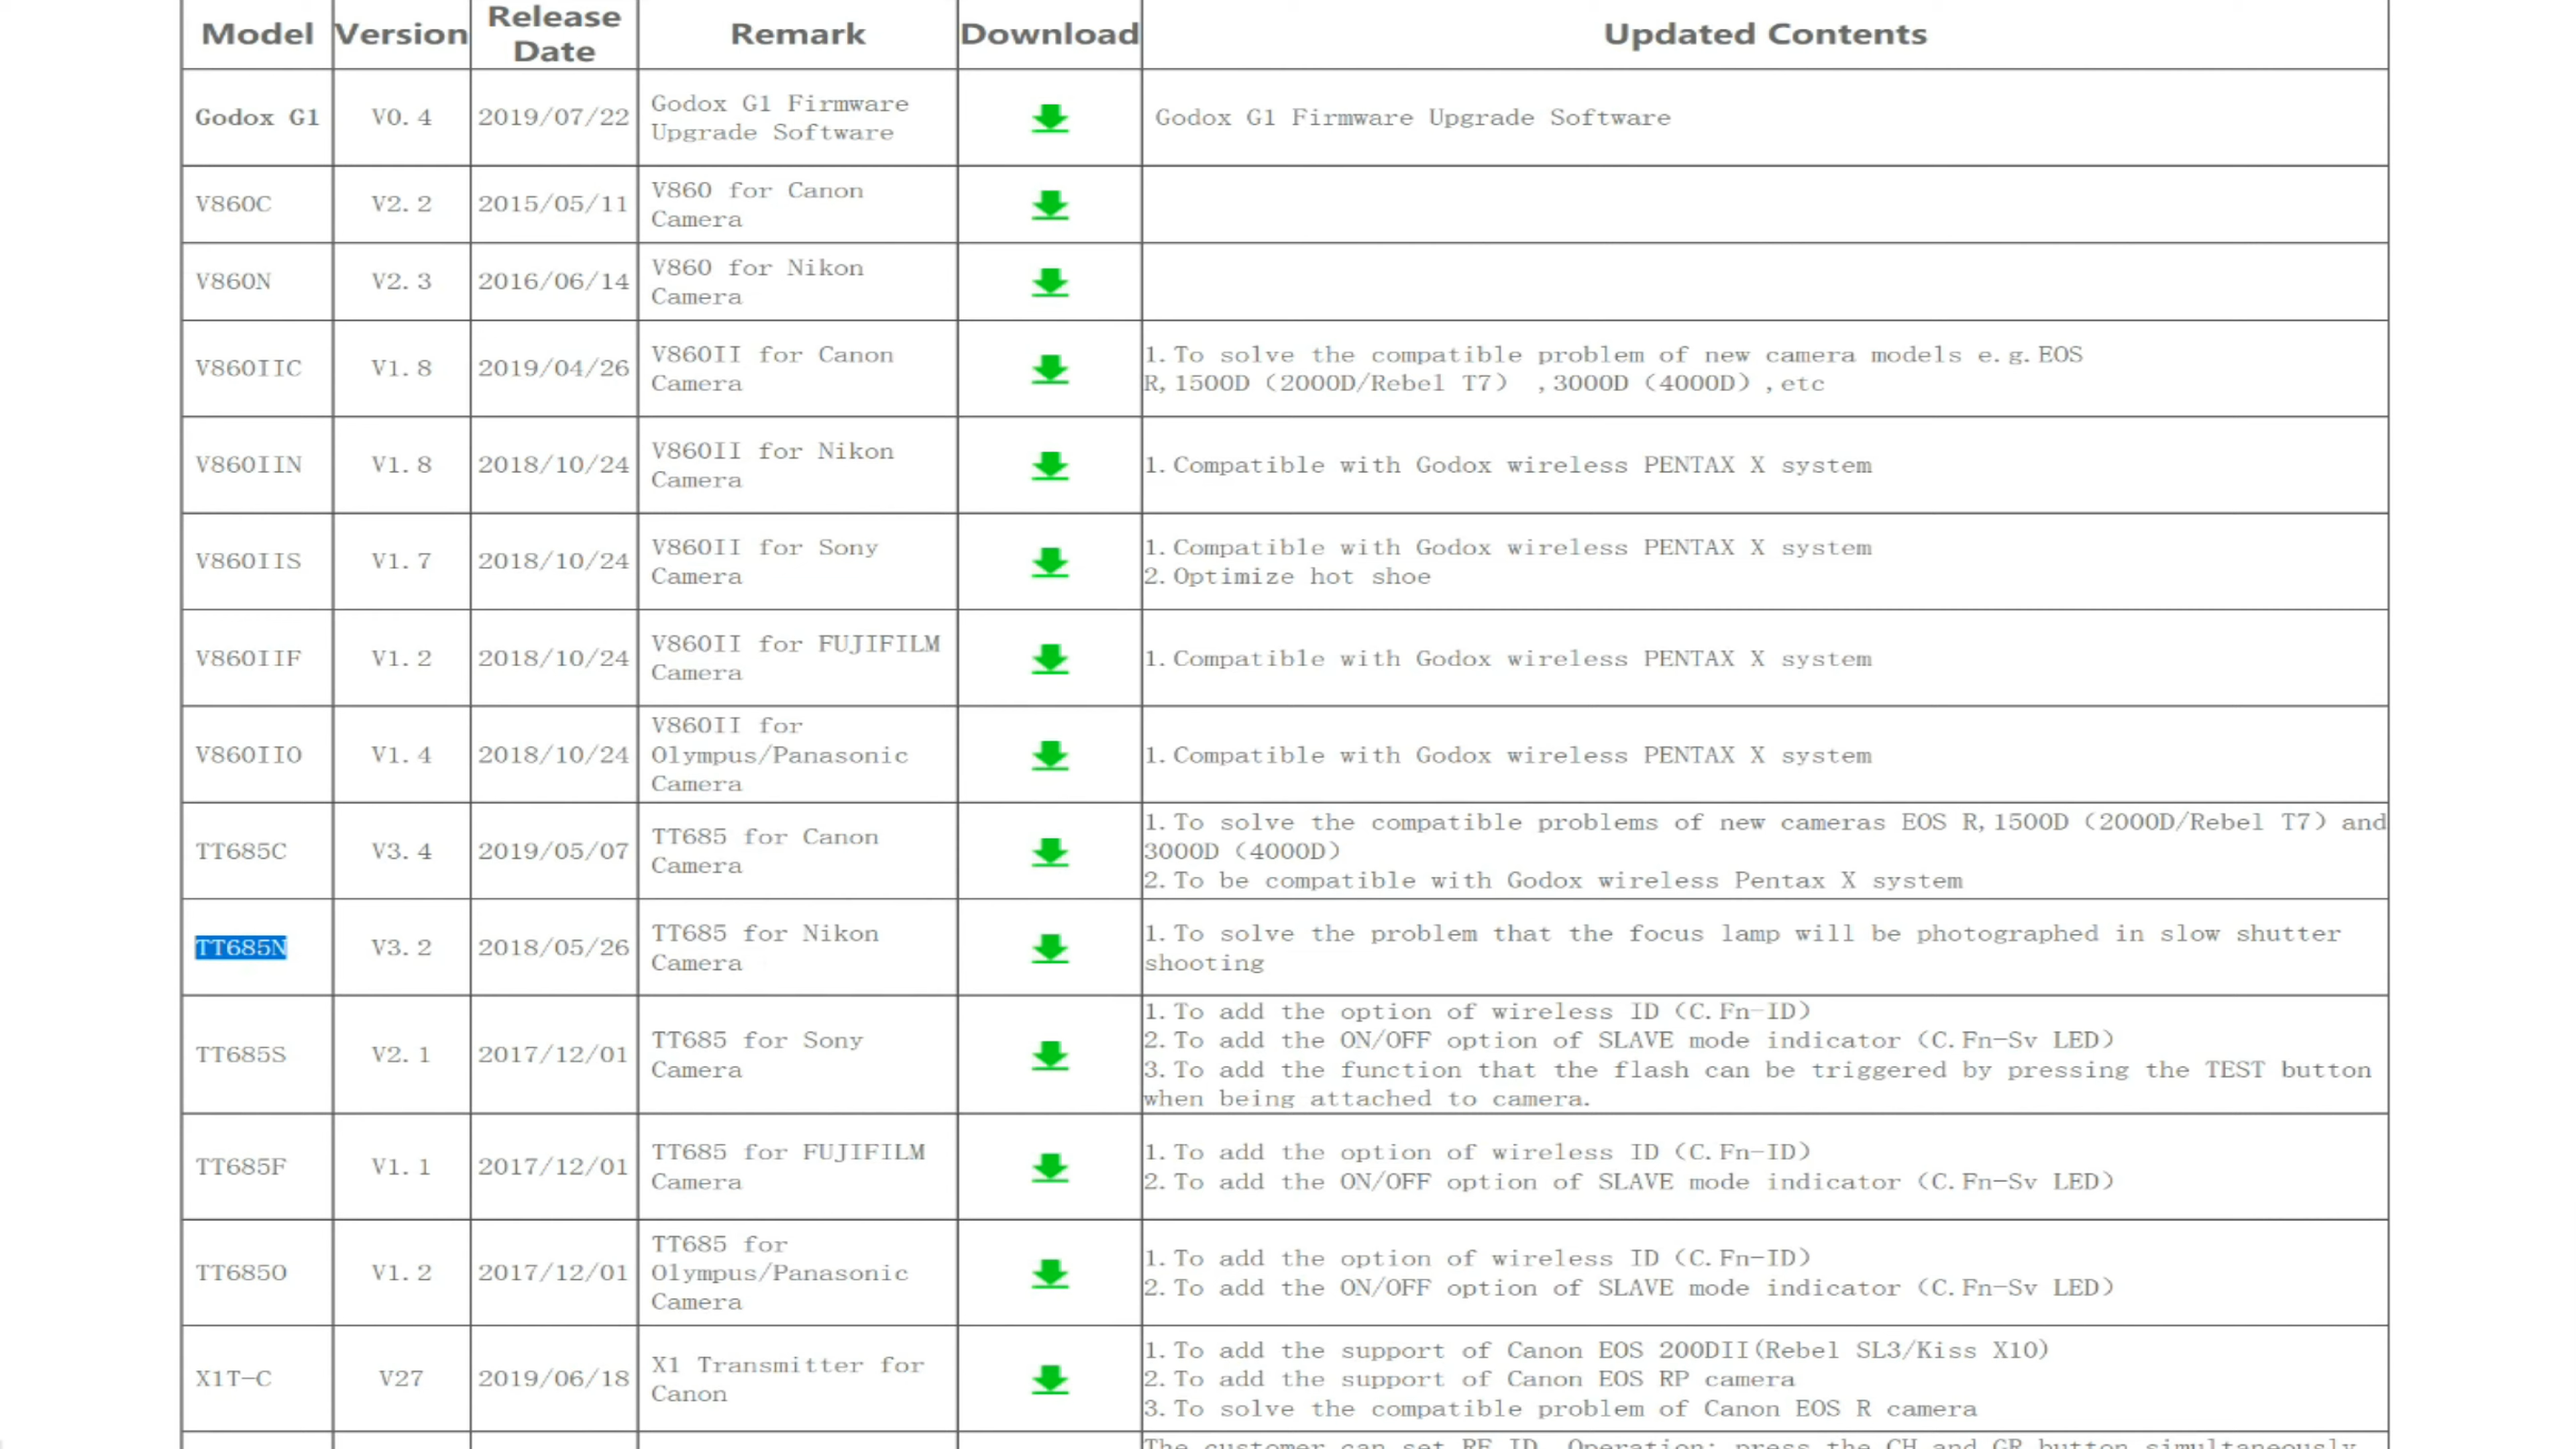 Model Version Release Date Remark Download Updated Contents
Godox G1 V0.4 2019/07/22 Godox G1 Firmware Upgrade Software Godox G1 Firmware Upgrade Software
V860C V2.2 2015/05/11 V860 for Canon Camera
V860N V2.3 2016/06/14 V860 for Nikon Camera
V860IIC V1.8 2019/04/26 V860II for Canon Camera
1.To solve the compatible problem of new camera models e.g.EOS
R,1500D（2000D/Rebel T7） ,3000D（4000D）,etc
V860IIN V1.8 2018/10/24 V860II for Nikon Camera
1.Compatible with Godox wireless PENTAX X system
V860IIS V1.7 2018/10/24 V860II for Sony Camera
1.Compatible with Godox wireless PENTAX X system
2.Optimize hot shoe
V860IIF V1.2 2018/10/24 V860II for FUJIFILM Camera
1.Compatible with Godox wireless PENTAX X system
V860IIO V1.4 2018/10/24 V860II for Olympus/Panasonic Camera
1.Compatible with Godox wireless PENTAX X system
TT685C V3.4 2019/05/07 TT685 for Canon Camera
1.To solve the compatible problems of new cameras EOS R,1500D（2000D/Rebel T7）and
3000D（4000D）
2.To be compatible with Godox wireless Pentax X system
TT685N V3.2 2018/05/26 TT685 for Nikon Camera
1.To solve the problem that the focus lamp will be photographed in slow shutter
shooting
TT685S V2.1 2017/12/01 TT685 for Sony Camera
1.To add the option of wireless ID（C.Fn-ID）
2.To add the ON/OFF option of SLAVE mode indicator（C.Fn-Sv LED）
3.To add the function that the flash can be triggered by pressing the TEST button
when being attached to camera.
TT685F V1.1 2017/12/01 TT685 for FUJIFILM Camera
1.To add the option of wireless ID（C.Fn-ID）
2.To add the ON/OFF option of SLAVE mode indicator（C.Fn-Sv LED）
TT685O V1.2 2017/12/01 TT685 for Olympus/Panasonic Camera
1.To add the option of wireless ID（C.Fn-ID）
2.To add the ON/OFF option of SLAVE mode indicator（C.Fn-Sv LED）
X1T-C V27 2019/06/18 X1 Transmitter for Canon
1.To add the support of Canon EOS 200DII(Rebel SL3/Kiss X10)
2.To add the support of Canon EOS RP camera
3.To solve the compatible problem of Canon EOS R camera
The customer can set RF ID. Operation: press the CH and GR button simultaneously